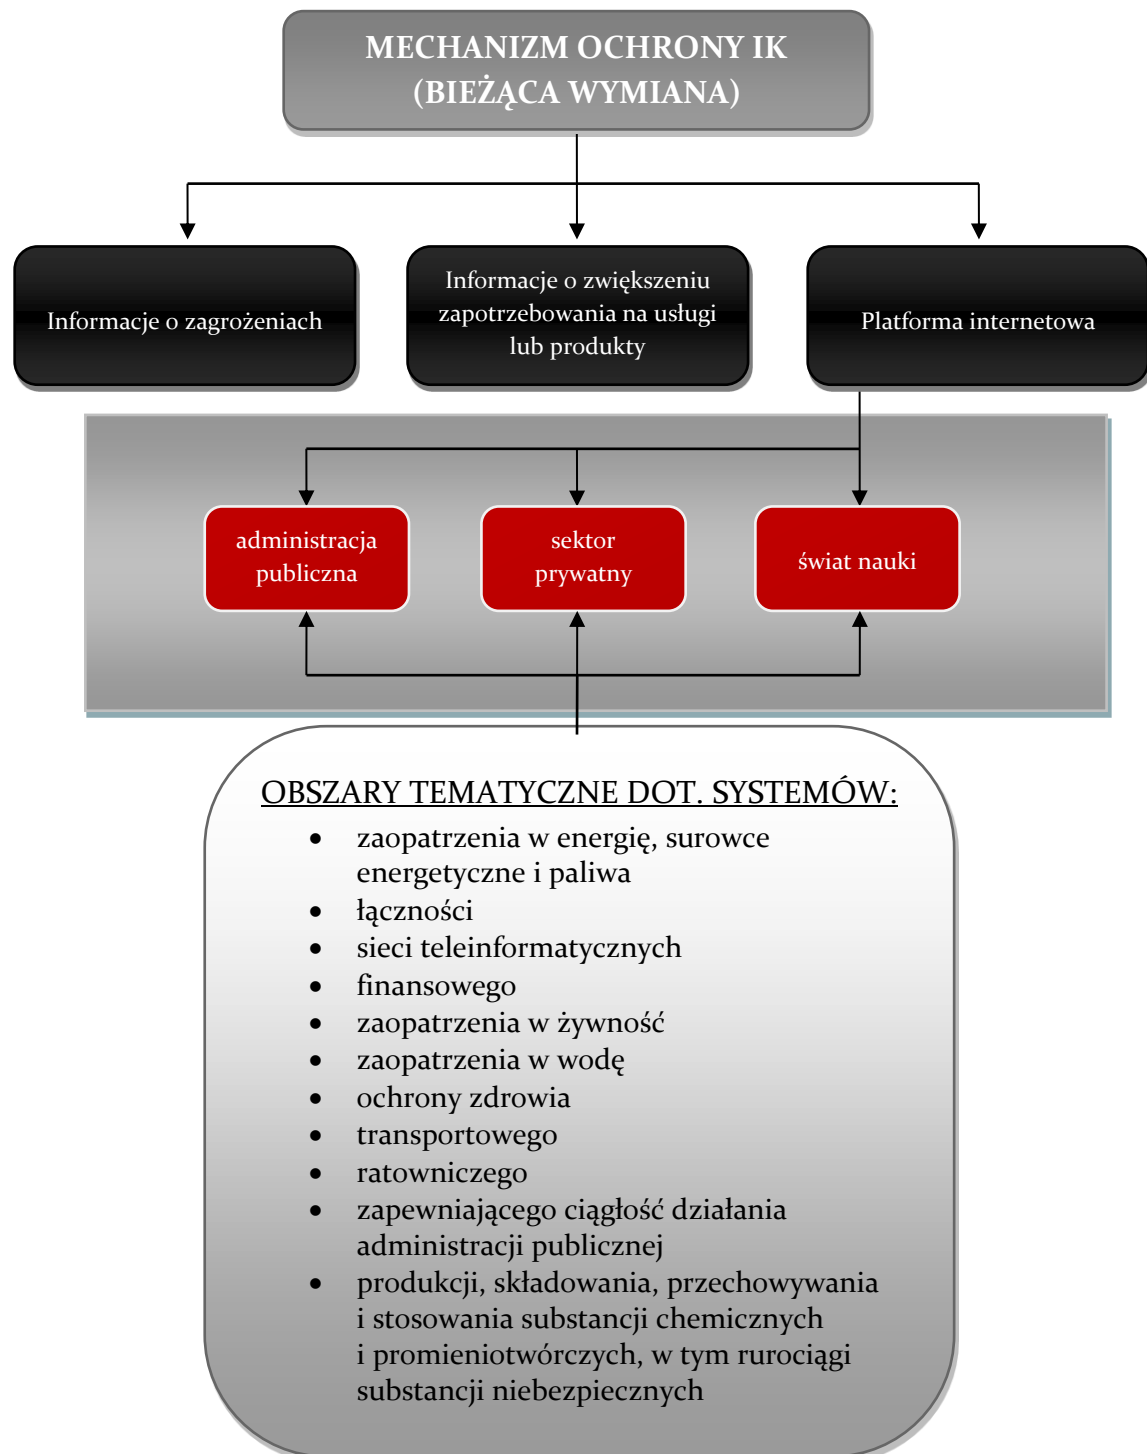 MECHANIZM OCHRONY IK
(BIEŻĄCA WYMIANA)
Informacje o zagrożeniach
Informacje o zwiększeniu
zapotrzebowania na usługi
lub produkty
Platforma internetowa
administracja
publiczna
sektor
prywatny
świat nauki
OBSZARY TEMATYCZNE DOT. SYSTEMÓW:
• zaopatrzenia w energię, surowce
energetyczne i paliwa
• łączności
• sieci teleinformatycznych
• finansowego
• zaopatrzenia w żywność
• zaopatrzenia w wodę
• ochrony zdrowia
• transportowego
• ratowniczego
• zapewniającego ciągłość działania
administracji publicznej
• produkcji, składowania, przechowywania
i stosowania substancji chemicznych
i promieniotwórczych, w tym rurociągi
substancji niebezpiecznych